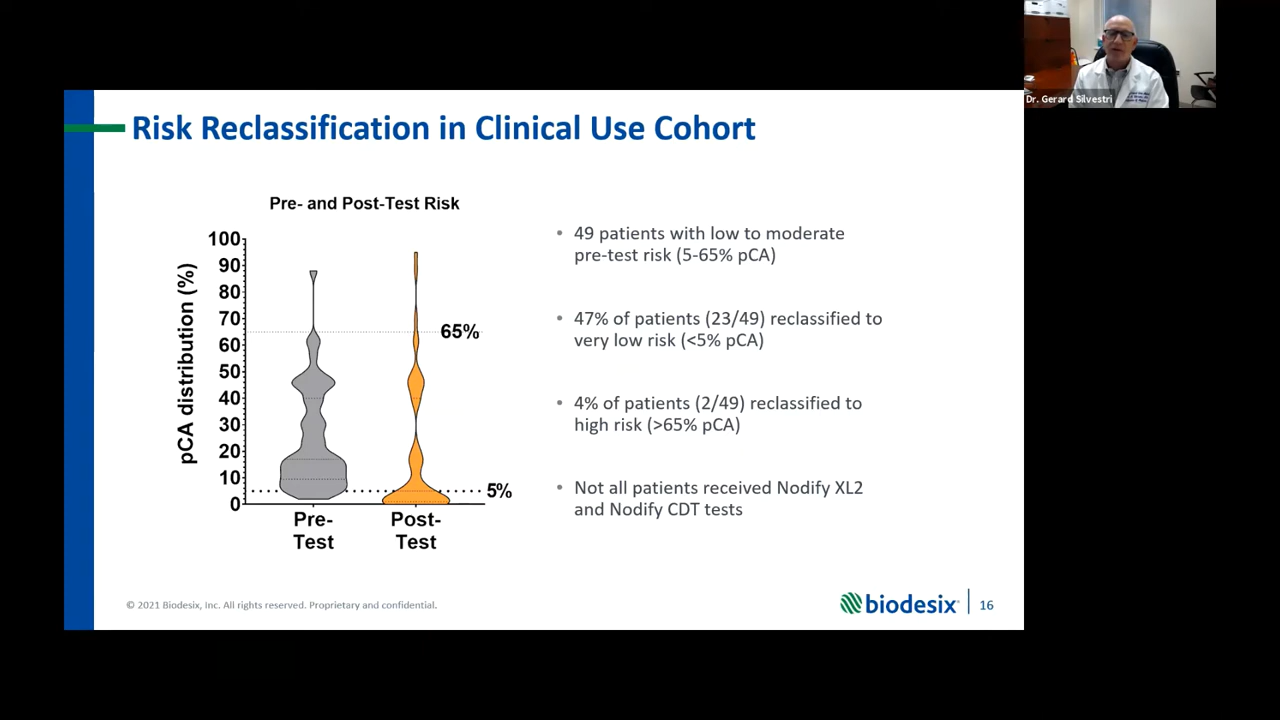 Dr. Gerard Silvestri
Risk Reclassification in Clinical Use Cohort
Pre- and Post-Test Risk
pCA distribution (%)
100
90
80
70
60
50
40
30
20
10
0
65%
5%
Pre-
Test
Post-
Test
• 49 patients with low to moderate
pre-test risk (5-65% pCA)
• 47% of patients (23/49) reclassified to
very low risk (<5% pCA)
• 4% of patients (2/49) reclassified to
high risk (>65% pCA)
• Not all patients received Nodify XL2
and Nodify CDT tests
© 2021 Biodesix, Inc. All rights reserved. Proprietary and confidential.
biodesix
16